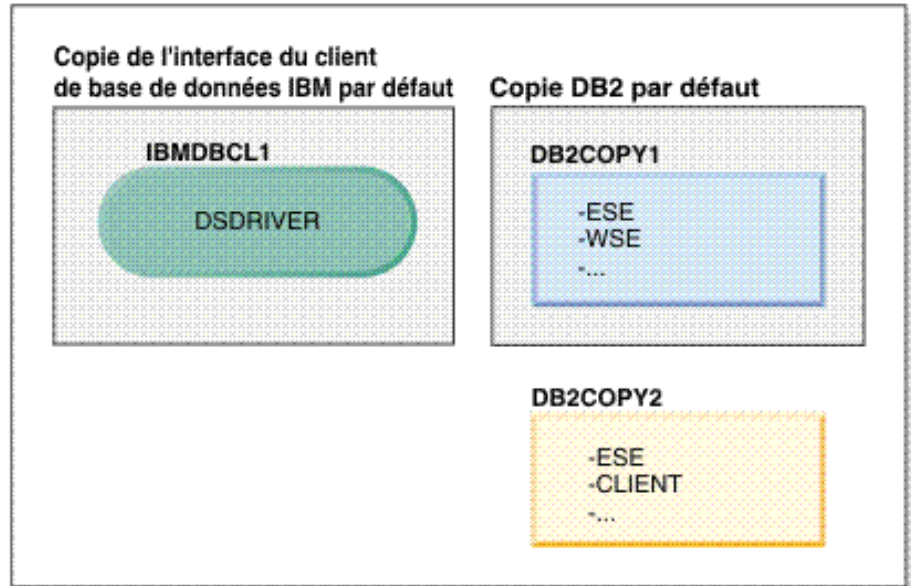 Copie de l'interface du client
de base de données IBM par défaut
IBMDBCL1
DSDRIVER
Copie DB2 par défaut
DB2COPY1
-ESE
-WSE
-...
DB2COPY2
-ESE
-CLIENT
-...